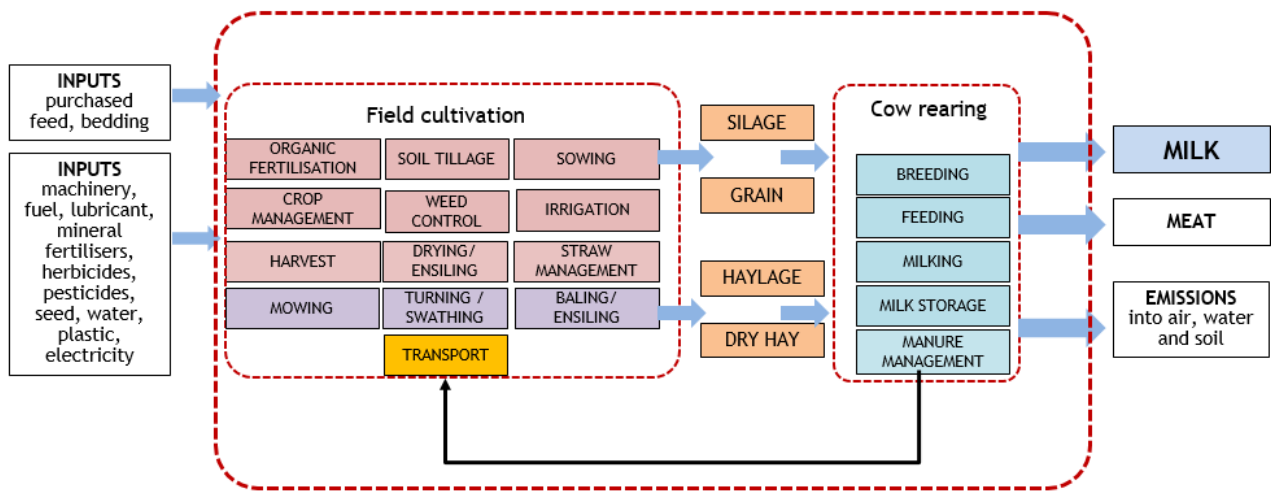 INPUTS
purchased
feed, bedding
INPUTS
machinery,
fuel, lubricant,
mineral
fertilisers,
herbicides,
pesticides,
seed, water,
plastic,
electricity
Field cultivation
ORGANIC
FERTILISATION
SOIL TILLAGE
SOWING
CROP
MANAGEMENT
WEED
CONTROL
IRRIGATION
HARVEST
DRYING/
ENSILING
STRAW
MANAGEMENT
MOWING
TURNING /
SWATHING
BALING/
ENSILING
TRANSPORT
SILAGE
GRAIN
HAYLAGE
DRY HAY
Cow rearing
BREEDING
FEEDING
MILKING
MILK STORAGE
MANURE
MANAGEMENT
MILK
MEAT
EMISSIONS
into air, water
and soil